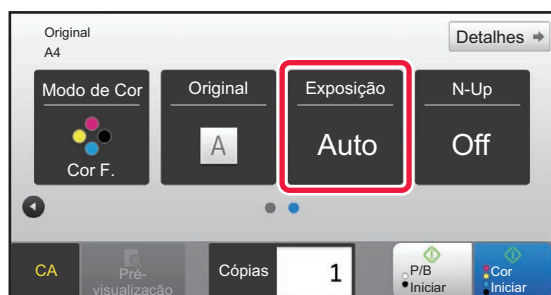 Original
A4
Detalhes
Modo de Cor
Cor F.
Original
A
Exposição
Auto
N-Up
Off
CA
Pré-
visualização
Cópias
1
P/B
Iniciar
Cor
Iniciar